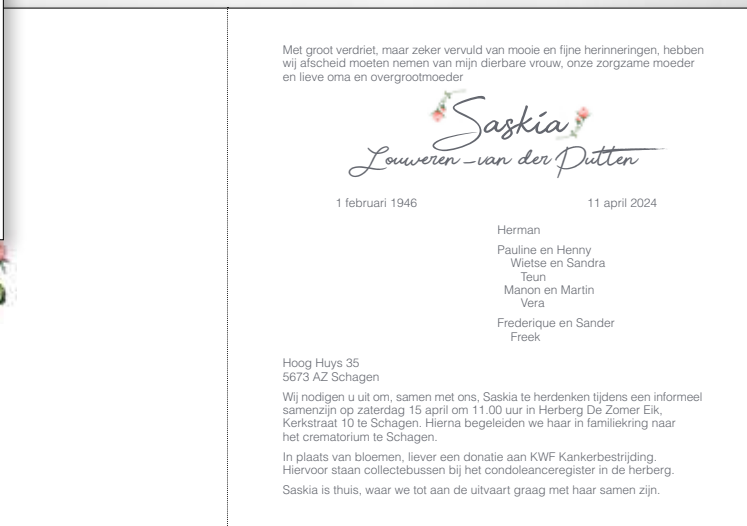 Met groot verdriet, maar zeker vervuld van mooie en fijne herinneringen, hebben
wij afscheid moeten nemen van mijn dierbare vrouw, onze zorgzame moeder
en lieve oma en overgrootmoeder
Saskia
Louweren-van der Putten
1 februari 1946 11 april 2024
Herman
Pauline en Henny
Wietse en Sandra
Teun
Manon en Martin
Vera
Frederique en Sander
Freek
Hoog Huys 35
5673 AZ Schagen
Wij nodigen u uit om, samen met ons, Saskia te herdenken tijdens een informeel
samenzijn op zaterdag 15 april om 11.00 uur in Herberg De Zomer Eik,
Kerkstraat 10 te Schagen. Hierna begeleiden we haar in familiekring naar
het crematorium te Schagen.
In plaats van bloemen, liever een donatie aan KWF Kankerbestrijding.
Hiervoor staan collectebussen bij het condoleanceregister in de herberg.
Saskia is thuis, waar we tot aan de uitvaart graag met haar samen zijn.